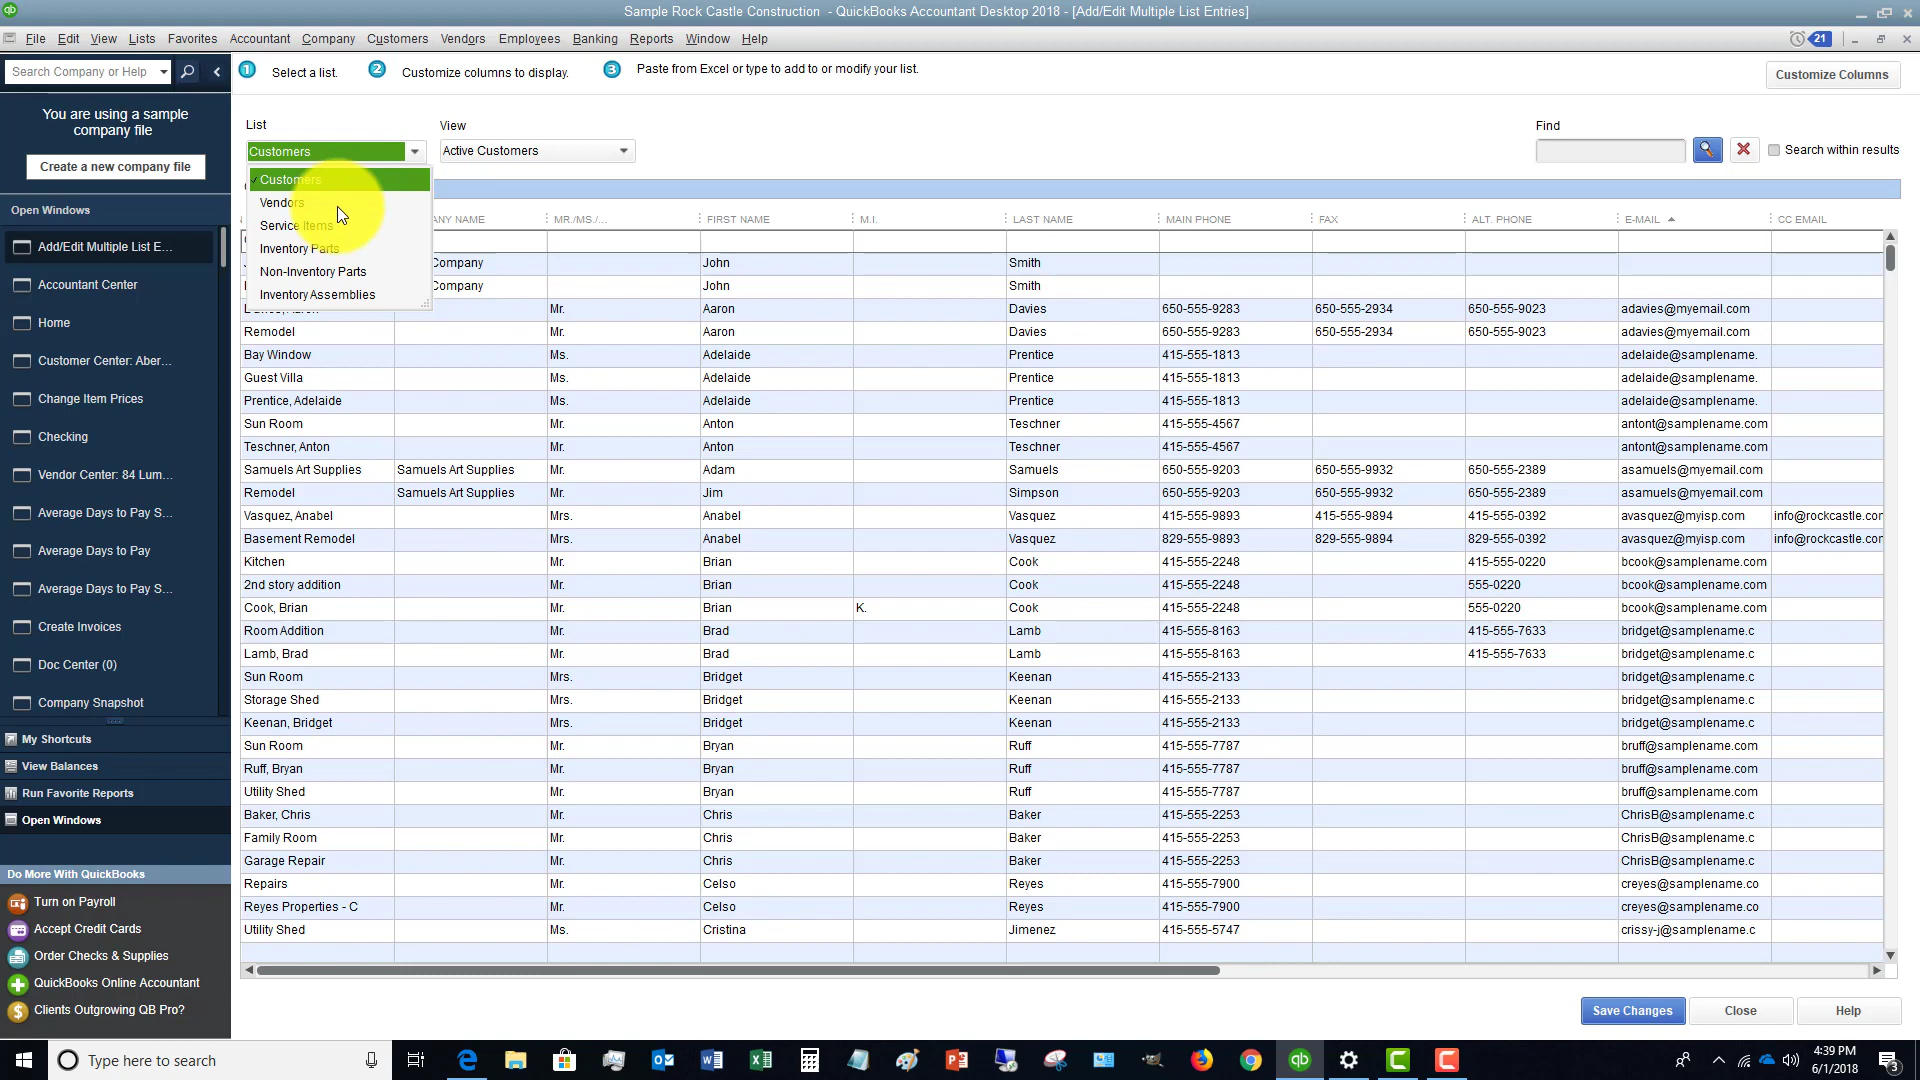 Sample Rock Castle Construction - QuickBooks Accountant Desktop 2018 - [Add/Edit Multiple List Entries]
File Edit View Lists Favorites Accountant Company Customers Vendors Employees Banking Reports Window Help 21
Search Company or Help
1 Select a list. 2 Customize columns to display. 3 Paste from Excel or type to add to or modify your list.
Customize Columns
You are using a sample
company file
Create a new company file
Open Windows
Add/Edit Multiple List E...
Accountant Center
Home
Customer Center: Aber...
Change Item Prices
Checking
Vendor Center: 84 Lum...
Average Days to Pay S...
Average Days to Pay
Average Days to Pay S...
Create Invoices
Doc Center (0)
Company Snapshot
My Shortcuts
View Balances
Run Favorite Reports
Open Windows
Do More With QuickBooks
Turn on Payroll
Accept Credit Cards
Order Checks & Supplies
QuickBooks Online Accountant
Clients Outgrowing QB Pro?
List View Find
Customers Active Customers Search within results
Customers
Vendors
Service Items
Inventory Parts
Non-Inventory Parts
Inventory Assemblies
ANY NAME MR./MS./... FIRST NAME M.I. LAST NAME MAIN PHONE FAX ALT. PHONE E-MAIL CC EMAIL
Company John Smith
Company John Smith
Mr. Aaron Davies 650-555-9283 650-555-2934 650-555-9023 adavies@myemail.com
Remodel Mr. Aaron Davies 650-555-9283 650-555-2934 650-555-9023 adavies@myemail.com
Bay Window Ms. Adelaide Prentice 415-555-1813 adelaide@samplename.
Guest Villa Ms. Adelaide Prentice 415-555-1813 adelaide@samplename.
Prentice, Adelaide Ms. Adelaide Prentice 415-555-1813 adelaide@samplename.
Sun Room Mr. Anton Teschner 415-555-4567 antont@samplename.com
Teschner, Anton Mr. Anton Teschner 415-555-4567 antont@samplename.com
Samuels Art Supplies Samuels Art Supplies Mr. Adam Samuels 650-555-9203 650-555-9932 650-555-2389 asamuels@myemail.com
Remodel Samuels Art Supplies Mr. Jim Simpson 650-555-9203 650-555-9932 650-555-2389 asamuels@myemail.com
Vasquez, Anabel Mrs. Anabel Vasquez 415-555-9893 415-555-9894 415-555-0392 avasquez@myisp.com info@rockcastle.con
Basement Remodel Mrs. Anabel Vasquez 829-555-9893 829-555-9894 829-555-0392 avasquez@myisp.com info@rockcastle.con
Kitchen Mr. Brian Cook 415-555-2248 415-555-0220 bcook@samplename.com
2nd story addition Mr. Brian Cook 415-555-2248 555-0220 bcook@samplename.com
Cook, Brian Mr. Brian K. Cook 415-555-2248 555-0220 bcook@samplename.com
Room Addition Mr. Brad Lamb 415-555-8163 415-555-7633 bridget@samplename.c
Lamb, Brad Mr. Brad Lamb 415-555-8163 415-555-7633 bridget@samplename.c
Sun Room Mrs. Bridget Keenan 415-555-2133 bridget@samplename.c
Storage Shed Mrs. Bridget Keenan 415-555-2133 bridget@samplename.c
Keenan, Bridget Mrs. Bridget Keenan 415-555-2133 bridget@samplename.c
Sun Room Mr. Bryan Ruff 415-555-7787 bruff@samplename.com
Ruff, Bryan Mr. Bryan Ruff 415-555-7787 bruff@samplename.com
Utility Shed Mr. Bryan Ruff 415-555-7787 bruff@samplename.com
Baker, Chris Mr. Chris Baker 415-555-2253 ChrisB@samplename.c
Family Room Mr. Chris Baker 415-555-2253 ChrisB@samplename.c
Garage Repair Mr. Chris Baker 415-555-2253 ChrisB@samplename.c
Repairs Mr. Celso Reyes 415-555-7900 creyes@samplename.co
Reyes Properties - C Mr. Celso Reyes 415-555-7900 creyes@samplename.co
Utility Shed Ms. Cristina Jimenez 415-555-5747 crissy-j@samplename.c
Save Changes Close Help
Type here to search
4:39 PM
6/1/2018
3